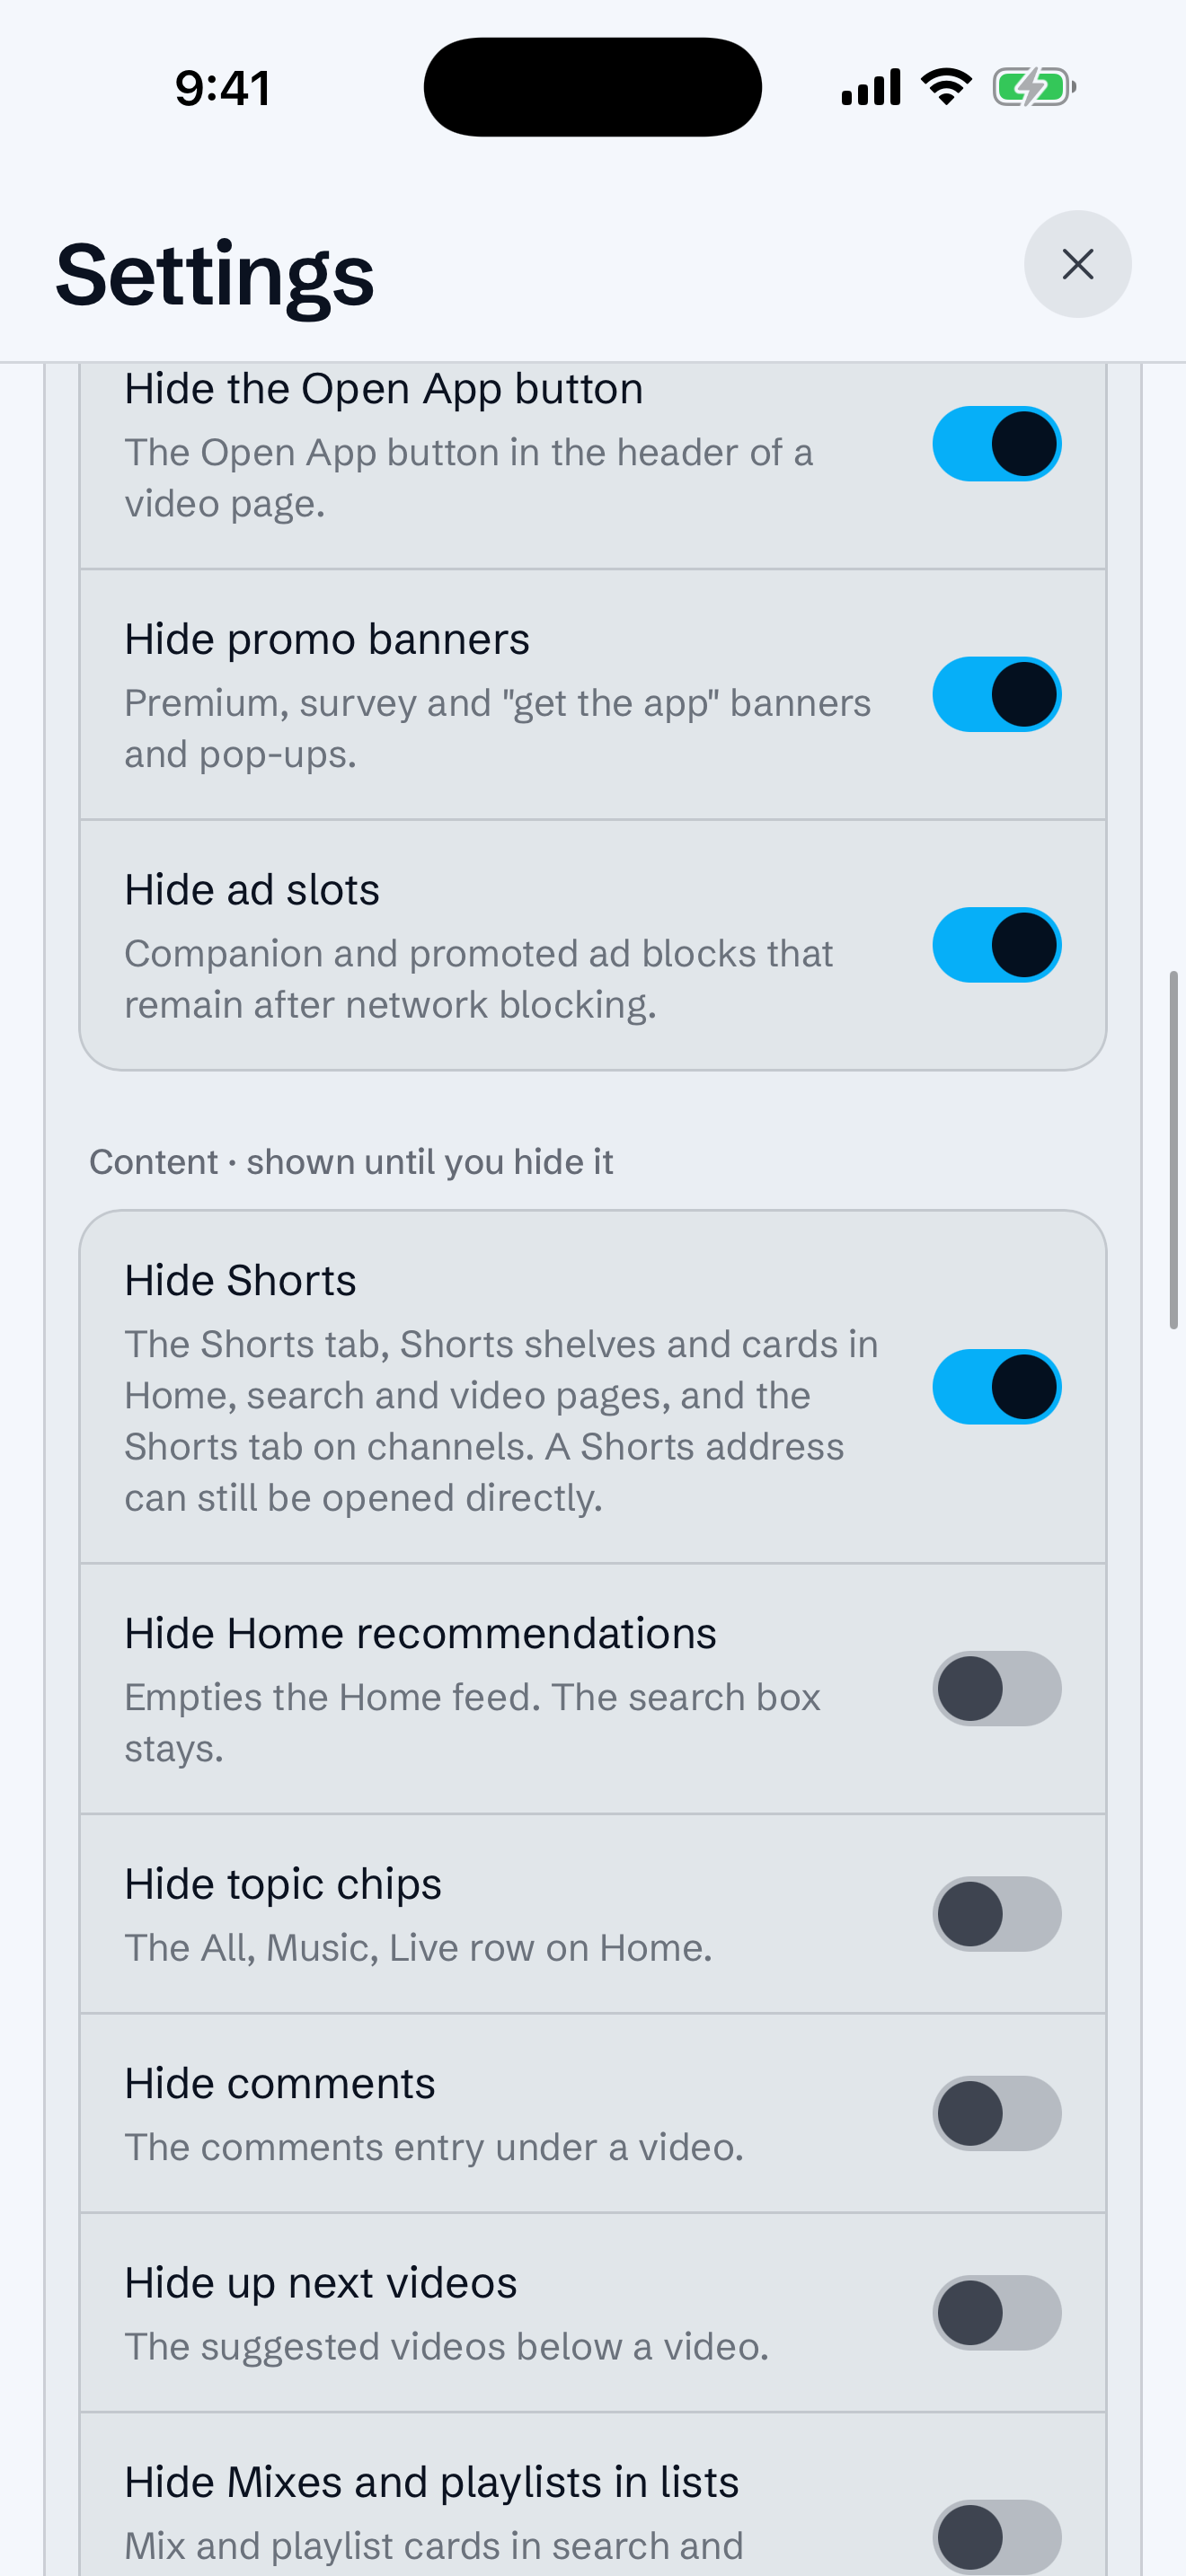 9:41
Settings
Hide the Open App button
The Open App button in the header of a
video page.
Hide promo banners
Premium, survey and "get the app" banners
and pop-ups.
Hide ad slots
Companion and promoted ad blocks that
remain after network blocking.
Content · shown until you hide it
Hide Shorts
The Shorts tab, Shorts shelves and cards in
Home, search and video pages, and the
Shorts tab on channels. A Shorts address
can still be opened directly.
Hide Home recommendations
Empties the Home feed. The search box
stays.
Hide topic chips
The All, Music, Live row on Home.
Hide comments
The comments entry under a video.
Hide up next videos
The suggested videos below a video.
Hide Mixes and playlists in lists
Mix and playlist cards in search and